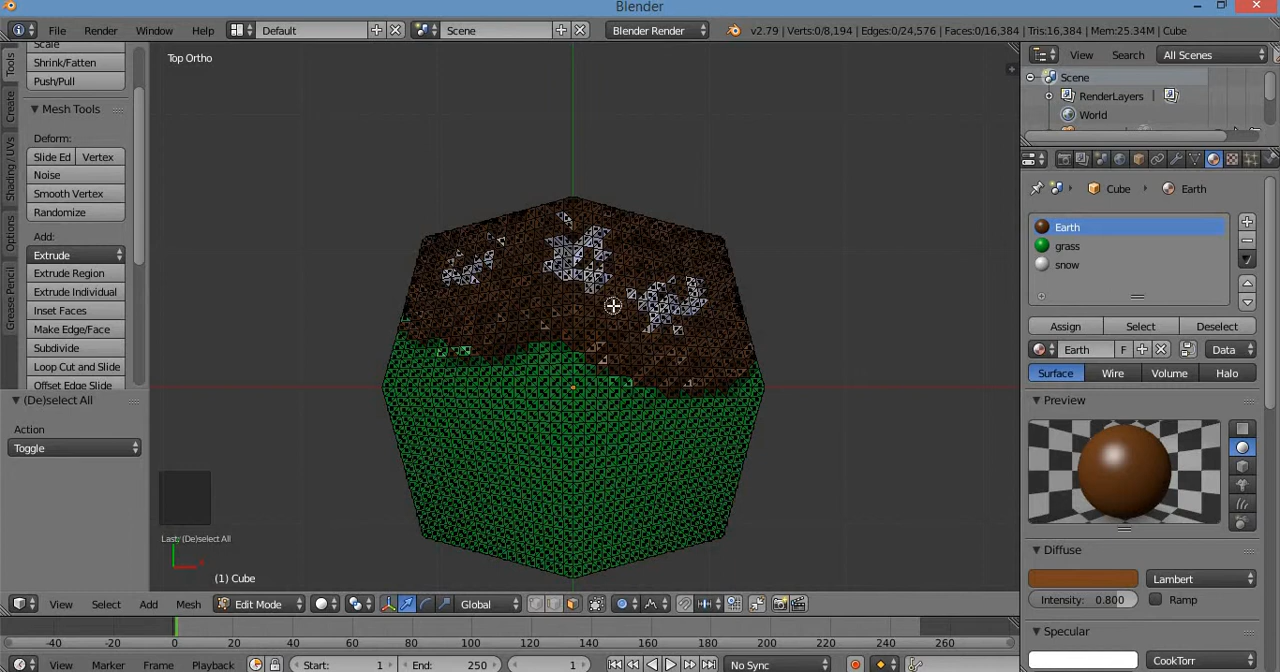 Blender
File Render Window Help Default Scene Blender Render v2.79 | Verts:0/8,194 | Edges:0/24,576 | Faces:0/16,384 | Tris:16,384 | Mem:25.34M | Cube
Tools
Create
Shading / UVs
Options
Grease Pencil
Scale
Shrink/Fatten
Push/Pull
Mesh Tools
Deform:
Slide Ed Vertex
Noise
Smooth Vertex
Randomize
Add:
Extrude
Extrude Region
Extrude Individual
Inset Faces
Make Edge/Face
Subdivide
Loop Cut and Slide
Offset Edge Slide
(De)select All
Action
Toggle
Top Ortho
Last: (De)select All
(1) Cube
View Select Add Mesh Edit Mode Global
-40 -20 0 20 40 60 80 100 120 140 160 180 200 220 240 260
View Marker Frame Playback Start: 1 End: 250 1 No Sync
View Search All Scenes
Scene
RenderLayers |
World
Cube Earth
Earth
grass
snow
Assign Select Deselect
Earth F Data
Surface Wire Volume Halo
Preview
Diffuse
Lambert
Intensity: 0.800 Ramp
Specular
CookTorr